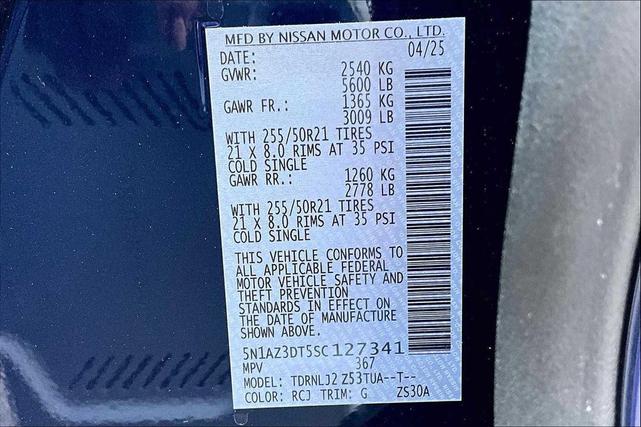 MFD BY NISSAN MOTOR CO., LTD.
DATE: 04/25
GVWR: 2540 KG
5600 LB
GAWR FR.: 1365 KG
3009 LB
WITH 255/50R21 TIRES
21 X 8.0 RIMS AT 35 PSI
COLD SINGLE
GAWR RR.: 1260 KG
2778 LB
WITH 255/50R21 TIRES
21 X 8.0 RIMS AT 35 PSI
COLD SINGLE
THIS VEHICLE CONFORMS TO
ALL APPLICABLE FEDERAL
MOTOR VEHICLE SAFETY AND
THEFT PREVENTION
STANDARDS IN EFFECT ON
THE DATE OF MANUFACTURE
SHOWN ABOVE.
5N1AZ3DT5SC127341
MPV 367
MODEL: TDRNLJ2 Z53TUA--T--
COLOR: RCJ TRIM: G ZS30A